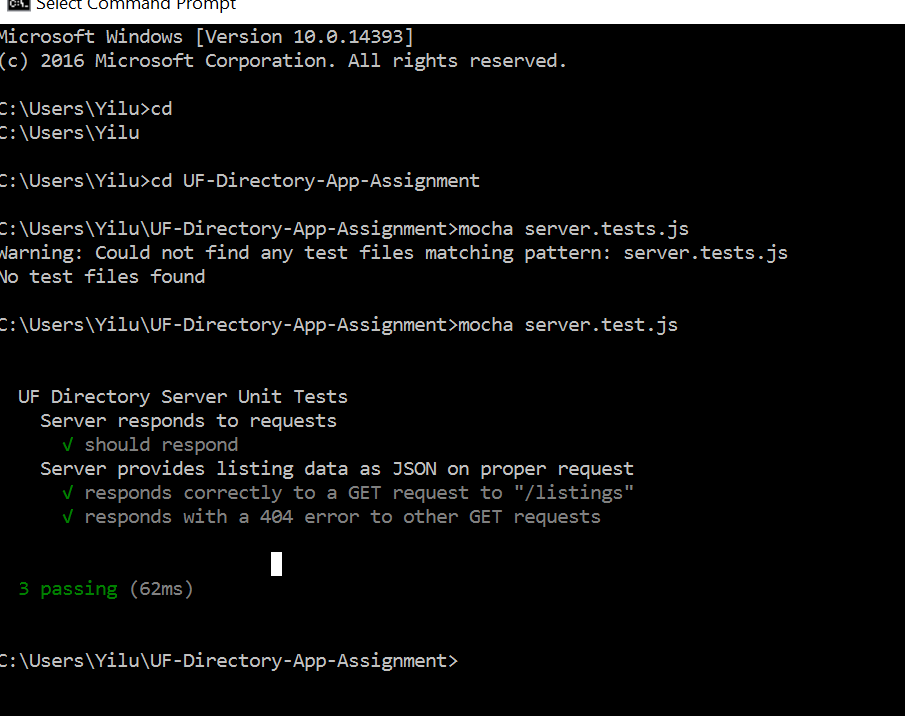 Select Command Prompt
Microsoft Windows [Version 10.0.14393]
(c) 2016 Microsoft Corporation. All rights reserved.
C:\Users\Yilu>cd
C:\Users\Yilu
C:\Users\Yilu>cd UF-Directory-App-Assignment
C:\Users\Yilu\UF-Directory-App-Assignment>mocha server.tests.js
Warning: Could not find any test files matching pattern: server.tests.js
No test files found
C:\Users\Yilu\UF-Directory-App-Assignment>mocha server.test.js
UF Directory Server Unit Tests
Server responds to requests
√ should respond
Server provides listing data as JSON on proper request
√ responds correctly to a GET request to "/listings"
√ responds with a 404 error to other GET requests
3 passing (62ms)
C:\Users\Yilu\UF-Directory-App-Assignment>